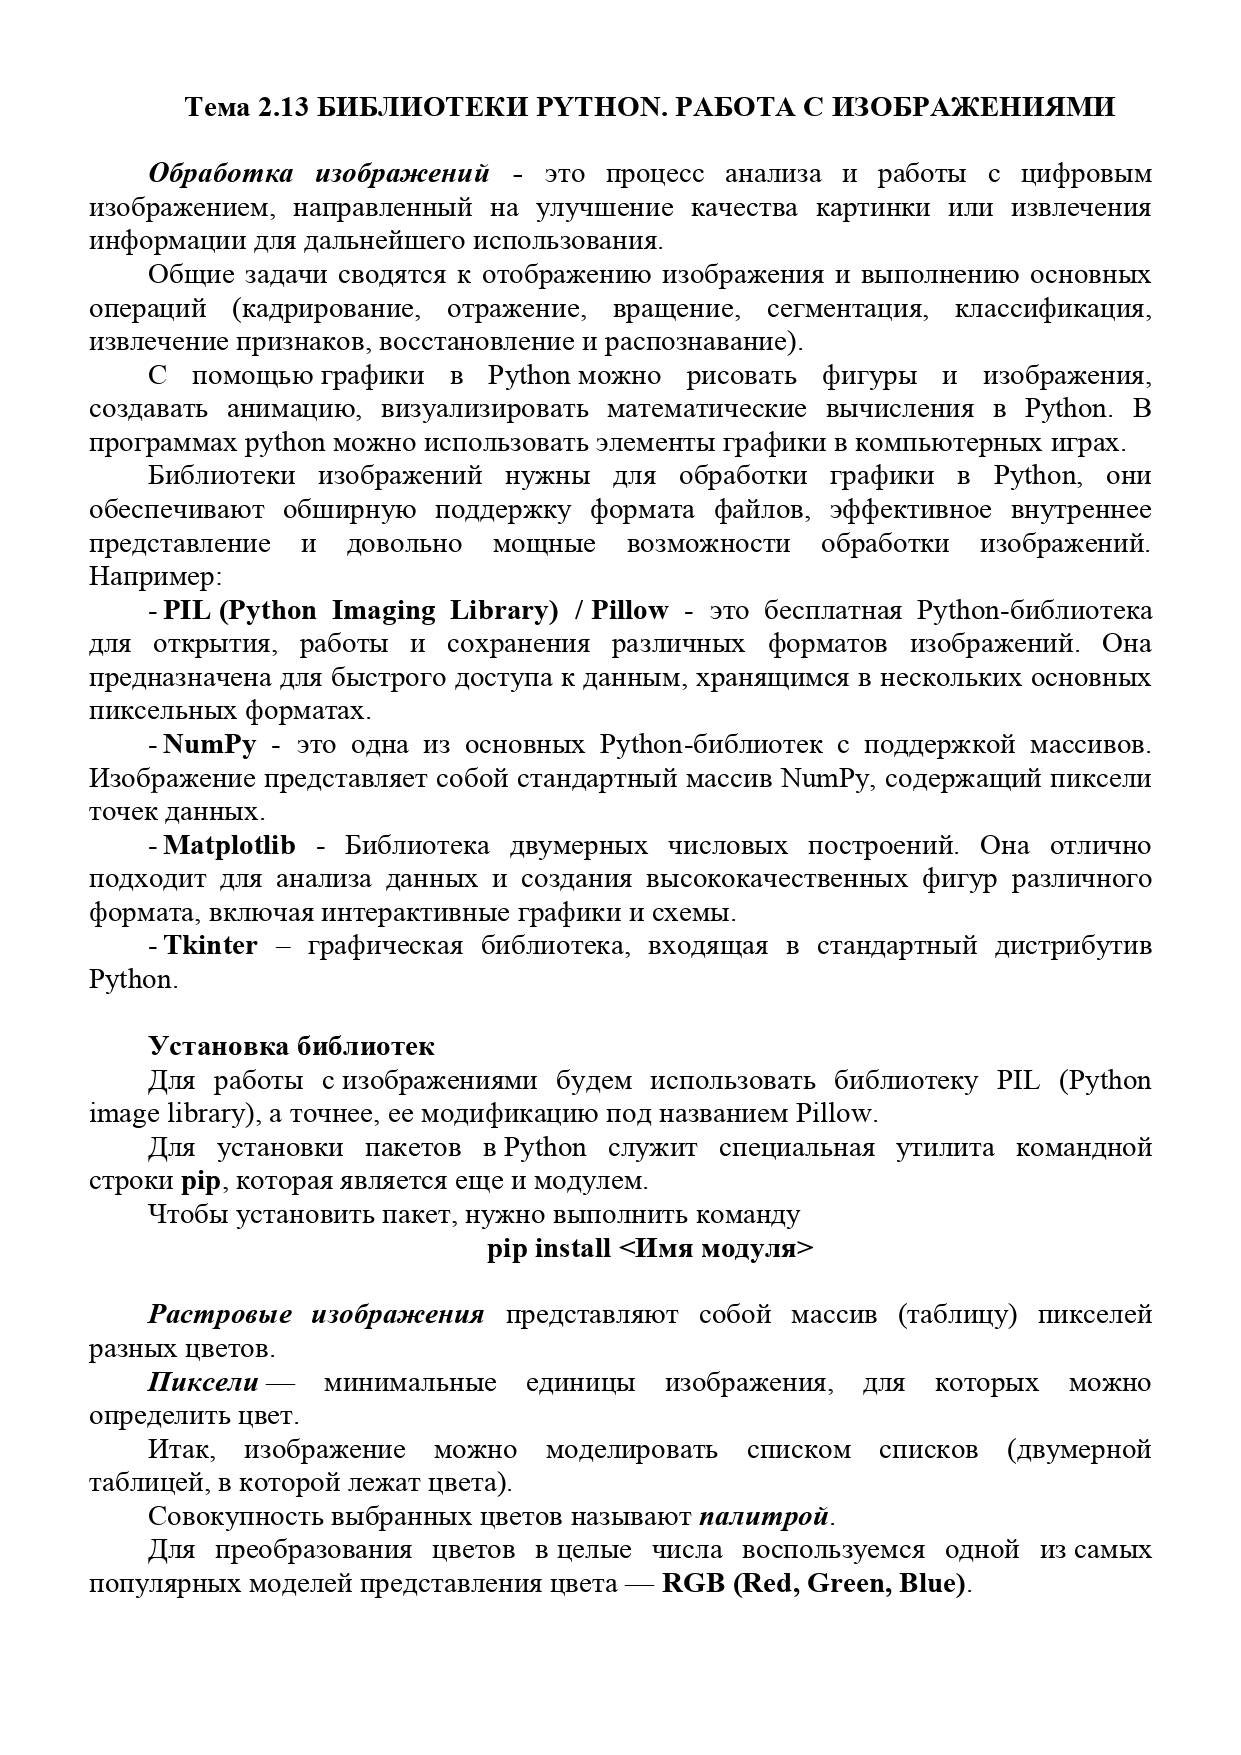 Тема 2.13 БИБЛИОТЕКИ PYTHON. РАБОТА С ИЗОБРАЖЕНИЯМИ
Обработка изображений - это процесс анализа и работы с цифровым
изображением, направленный на улучшение качества картинки или извлечения
информации для дальнейшего использования.
Общие задачи сводятся к отображению изображения и выполнению основных
операций (кадрирование, отражение, вращение, сегментация, классификация,
извлечение признаков, восстановление и распознавание).
С помощью графики в Python можно рисовать фигуры и изображения,
создавать анимацию, визуализировать математические вычисления в Python. В
программах python можно использовать элементы графики в компьютерных играх.
Библиотеки изображений нужны для обработки графики в Python, они
обеспечивают обширную поддержку формата файлов, эффективное внутреннее
представление и довольно мощные возможности обработки изображений.
Например:
- PIL (Python Imaging Library) / Pillow - это бесплатная Python-библиотека
для открытия, работы и сохранения различных форматов изображений. Она
предназначена для быстрого доступа к данным, хранящимся в нескольких основных
пиксельных форматах.
- NumPy - это одна из основных Python-библиотек с поддержкой массивов.
Изображение представляет собой стандартный массив NumPy, содержащий пиксели
точек данных.
- Matplotlib - Библиотека двумерных числовых построений. Она отлично
подходит для анализа данных и создания высококачественных фигур различного
формата, включая интерактивные графики и схемы.
- Tkinter – графическая библиотека, входящая в стандартный дистрибутив
Python.
Установка библиотек
Для работы с изображениями будем использовать библиотеку PIL (Python
image library), а точнее, ее модификацию под названием Pillow.
Для установки пакетов в Python служит специальная утилита командной
строки pip, которая является еще и модулем.
Чтобы установить пакет, нужно выполнить команду
pip install <Имя модуля>
Растровые изображения представляют собой массив (таблицу) пикселей
разных цветов.
Пиксели — минимальные единицы изображения, для которых можно
определить цвет.
Итак, изображение можно моделировать списком списков (двумерной
таблицей, в которой лежат цвета).
Совокупность выбранных цветов называют палитрой.
Для преобразования цветов в целые числа воспользуемся одной из самых
популярных моделей представления цвета — RGB (Red, Green, Blue).